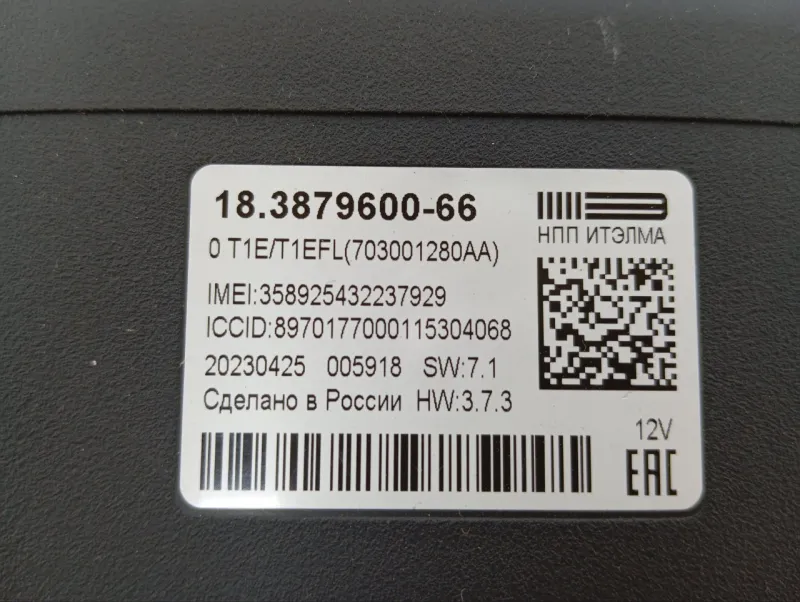 18.3879600-66
НПП ИТЭЛМА
0 T1E/T1EFL(703001280AA)
IMEI:358925432237929
ICCID:8970177000115304068
20230425 005918 SW:7.1
Сделано в России HW:3.7.3
12V
EAC